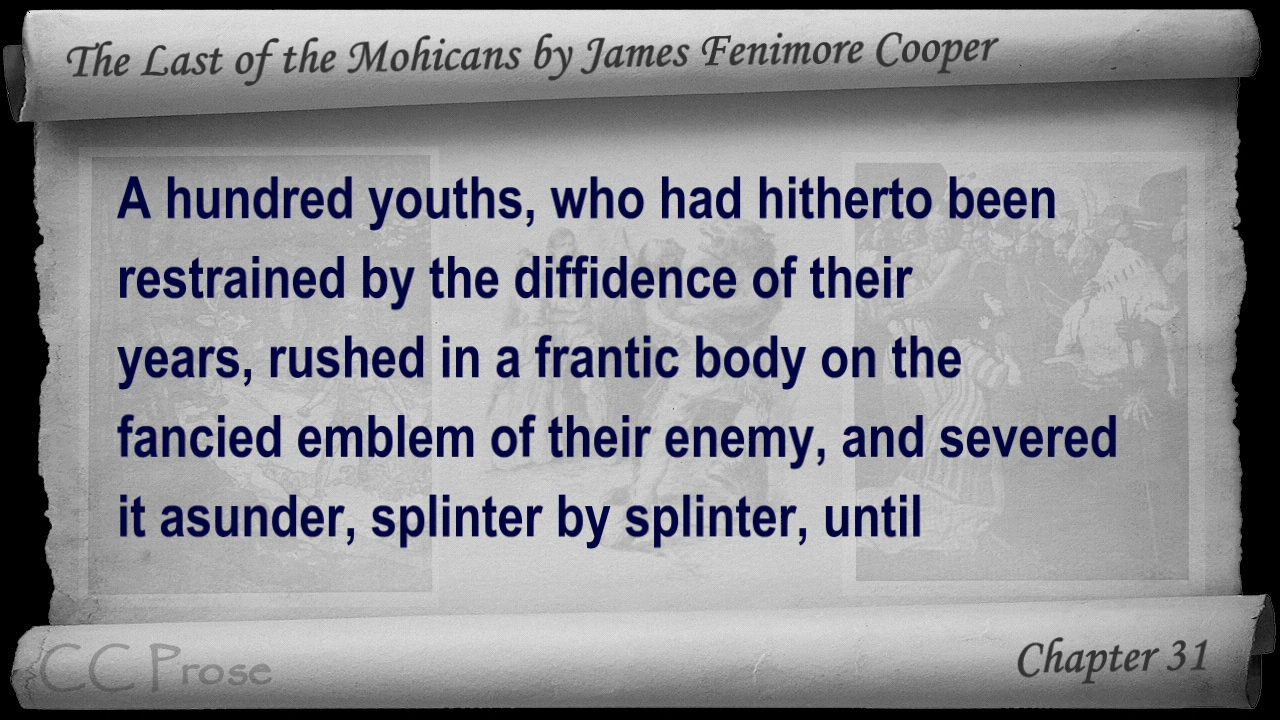 The Last of the Mohicans by James Fenimore Cooper
A hundred youths, who had hitherto been
restrained by the diffidence of their
years, rushed in a frantic body on the
fancied emblem of their enemy, and severed
it asunder, splinter by splinter, until
CC Prose
Chapter 31